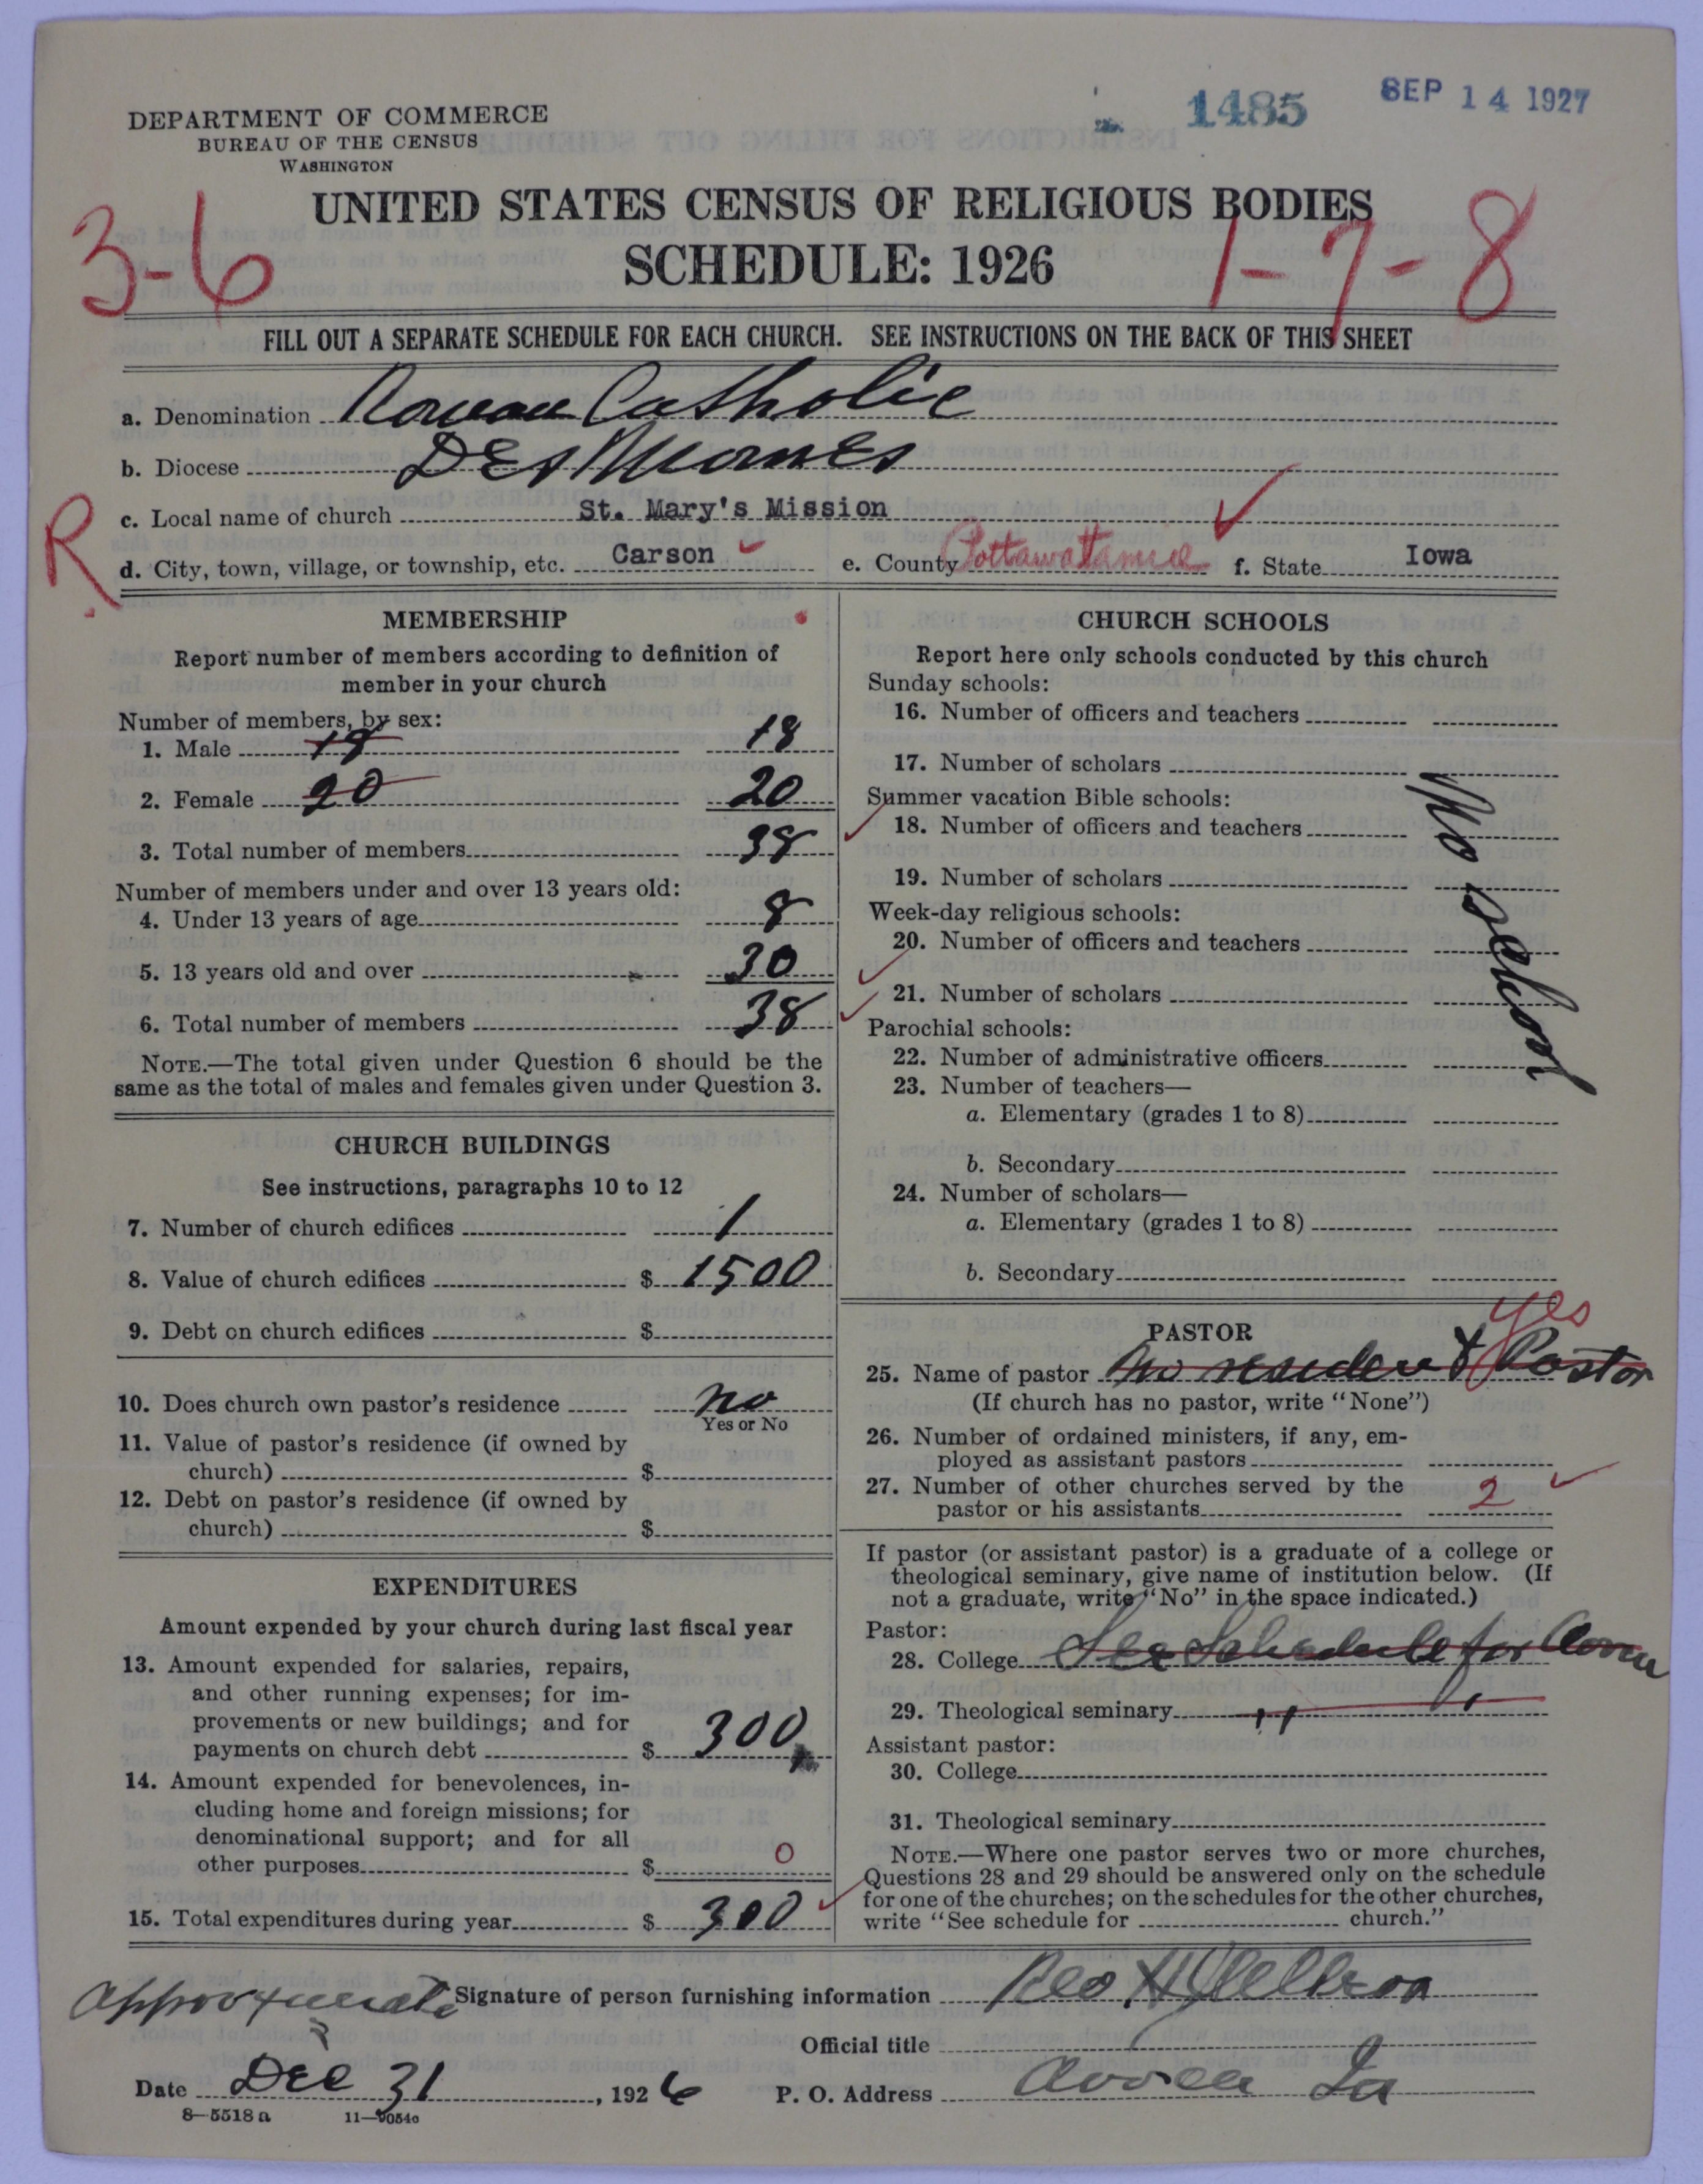 1485 SEP 14 1927
DEPARTMENT OF COMMERCE
BUREAU OF THE CENSUS
WASHINGTON
UNITED STATES CENSUS OF RELIGIOUS BODIES
3-6 SCHEDULE: 1926 1-7-8
FILL OUT A SEPARATE SCHEDULE FOR EACH CHURCH. SEE INSTRUCTIONS ON THE BACK OF THIS SHEET
a. Denomination Roman Catholic
b. Diocese Des Moines
c. Local name of church St. Mary's Mission
R
d. City, town, village, or township, etc. Carson e. County Pottawattamie f. State Iowa
MEMBERSHIP
Report number of members according to definition of
member in your church
Number of members, by sex:
1. Male 18 18
2. Female 20 20
3. Total number of members 38
Number of members under and over 13 years old:
4. Under 13 years of age 8
5. 13 years old and over 30
6. Total number of members 38
NOTE.—The total given under Question 6 should be the
same as the total of males and females given under Question 3.
CHURCH BUILDINGS
See instructions, paragraphs 10 to 12
7. Number of church edifices 1
8. Value of church edifices $ 1500
9. Debt on church edifices $
10. Does church own pastor's residence no
Yes or No
11. Value of pastor's residence (if owned by
church) $
12. Debt on pastor's residence (if owned by
church) $
EXPENDITURES
Amount expended by your church during last fiscal year
13. Amount expended for salaries, repairs,
and other running expenses; for im-
provements or new buildings; and for
payments on church debt $ 300
14. Amount expended for benevolences, in-
cluding home and foreign missions; for
denominational support; and for all
other purposes $ 0
15. Total expenditures during year $ 300
CHURCH SCHOOLS
Report here only schools conducted by this church
Sunday schools:
16. Number of officers and teachers
17. Number of scholars
Summer vacation Bible schools:
18. Number of officers and teachers
19. Number of scholars
Week-day religious schools:
20. Number of officers and teachers
21. Number of scholars
Parochial schools:
22. Number of administrative officers
23. Number of teachers—
a. Elementary (grades 1 to 8)
b. Secondary
24. Number of scholars—
a. Elementary (grades 1 to 8)
b. Secondary
No School
PASTOR
yes
25. Name of pastor No resident Pastor
(If church has no pastor, write "None")
26. Number of ordained ministers, if any, em-
ployed as assistant pastors
27. Number of other churches served by the
pastor or his assistants 2
If pastor (or assistant pastor) is a graduate of a college or
theological seminary, give name of institution below. (If
not a graduate, write "No" in the space indicated.)
Pastor:
28. College See Schedule for Avoca
29. Theological seminary " "
Assistant pastor:
30. College
31. Theological seminary
NOTE.—Where one pastor serves two or more churches,
Questions 28 and 29 should be answered only on the schedule
for one of the churches; on the schedules for the other churches,
write "See schedule for church."
approximate
Signature of person furnishing information
Official title
Date Dec 31, 1926 P. O. Address Avoca Ia
8—5518 a 11—9054c